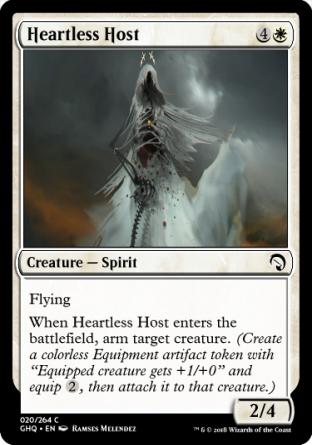 Heartless Host 4
Creature — Spirit
Flying
When Heartless Host enters the
battlefield, arm target creature. (Create
a colorless Equipment artifact token with
“Equipped creature gets +1/+0” and
equip 2, then attach it to that creature.)
2/4
020/264 C
GHQ • EN RAMSES MELENDEZ
™ & © 2018 Wizards of the Coast